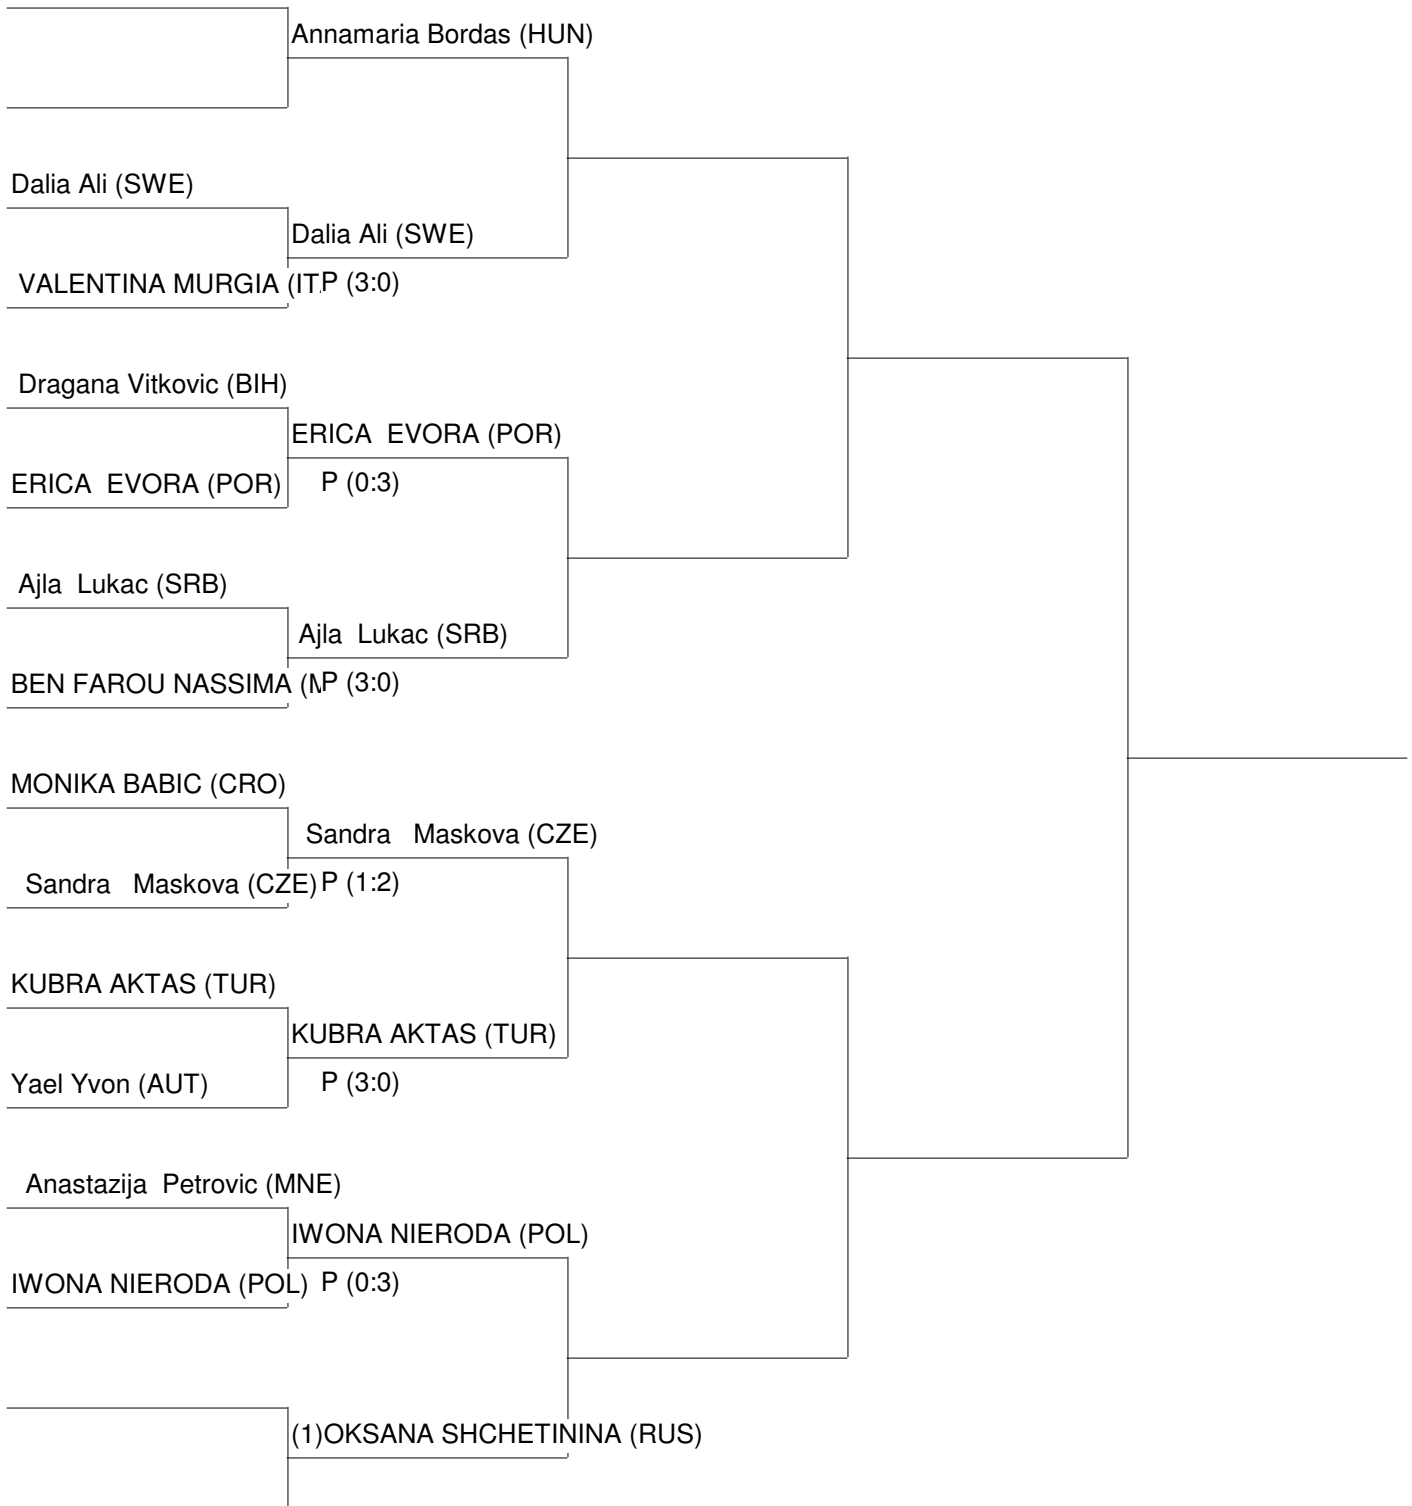 Annamaria Bordas (HUN)
Dalia Ali (SWE)
Dalia Ali (SWE)
VALENTINA MURGIA (IT
P (3:0)
Dragana Vitkovic (BIH)
ERICA EVORA (POR)
ERICA EVORA (POR)
P (0:3)
Ajla Lukac (SRB)
Ajla Lukac (SRB)
BEN FAROU NASSIMA (
P (3:0)
MONIKA BABIC (CRO)
Sandra Maskova (CZE)
Sandra Maskova (CZE)
P (1:2)
KUBRA AKTAS (TUR)
KUBRA AKTAS (TUR)
Yael Yvon (AUT)
P (3:0)
Anastazija Petrovic (MNE)
IWONA NIERODA (POL)
IWONA NIERODA (POL)
P (0:3)
(1)OKSANA SHCHETININA (RUS)